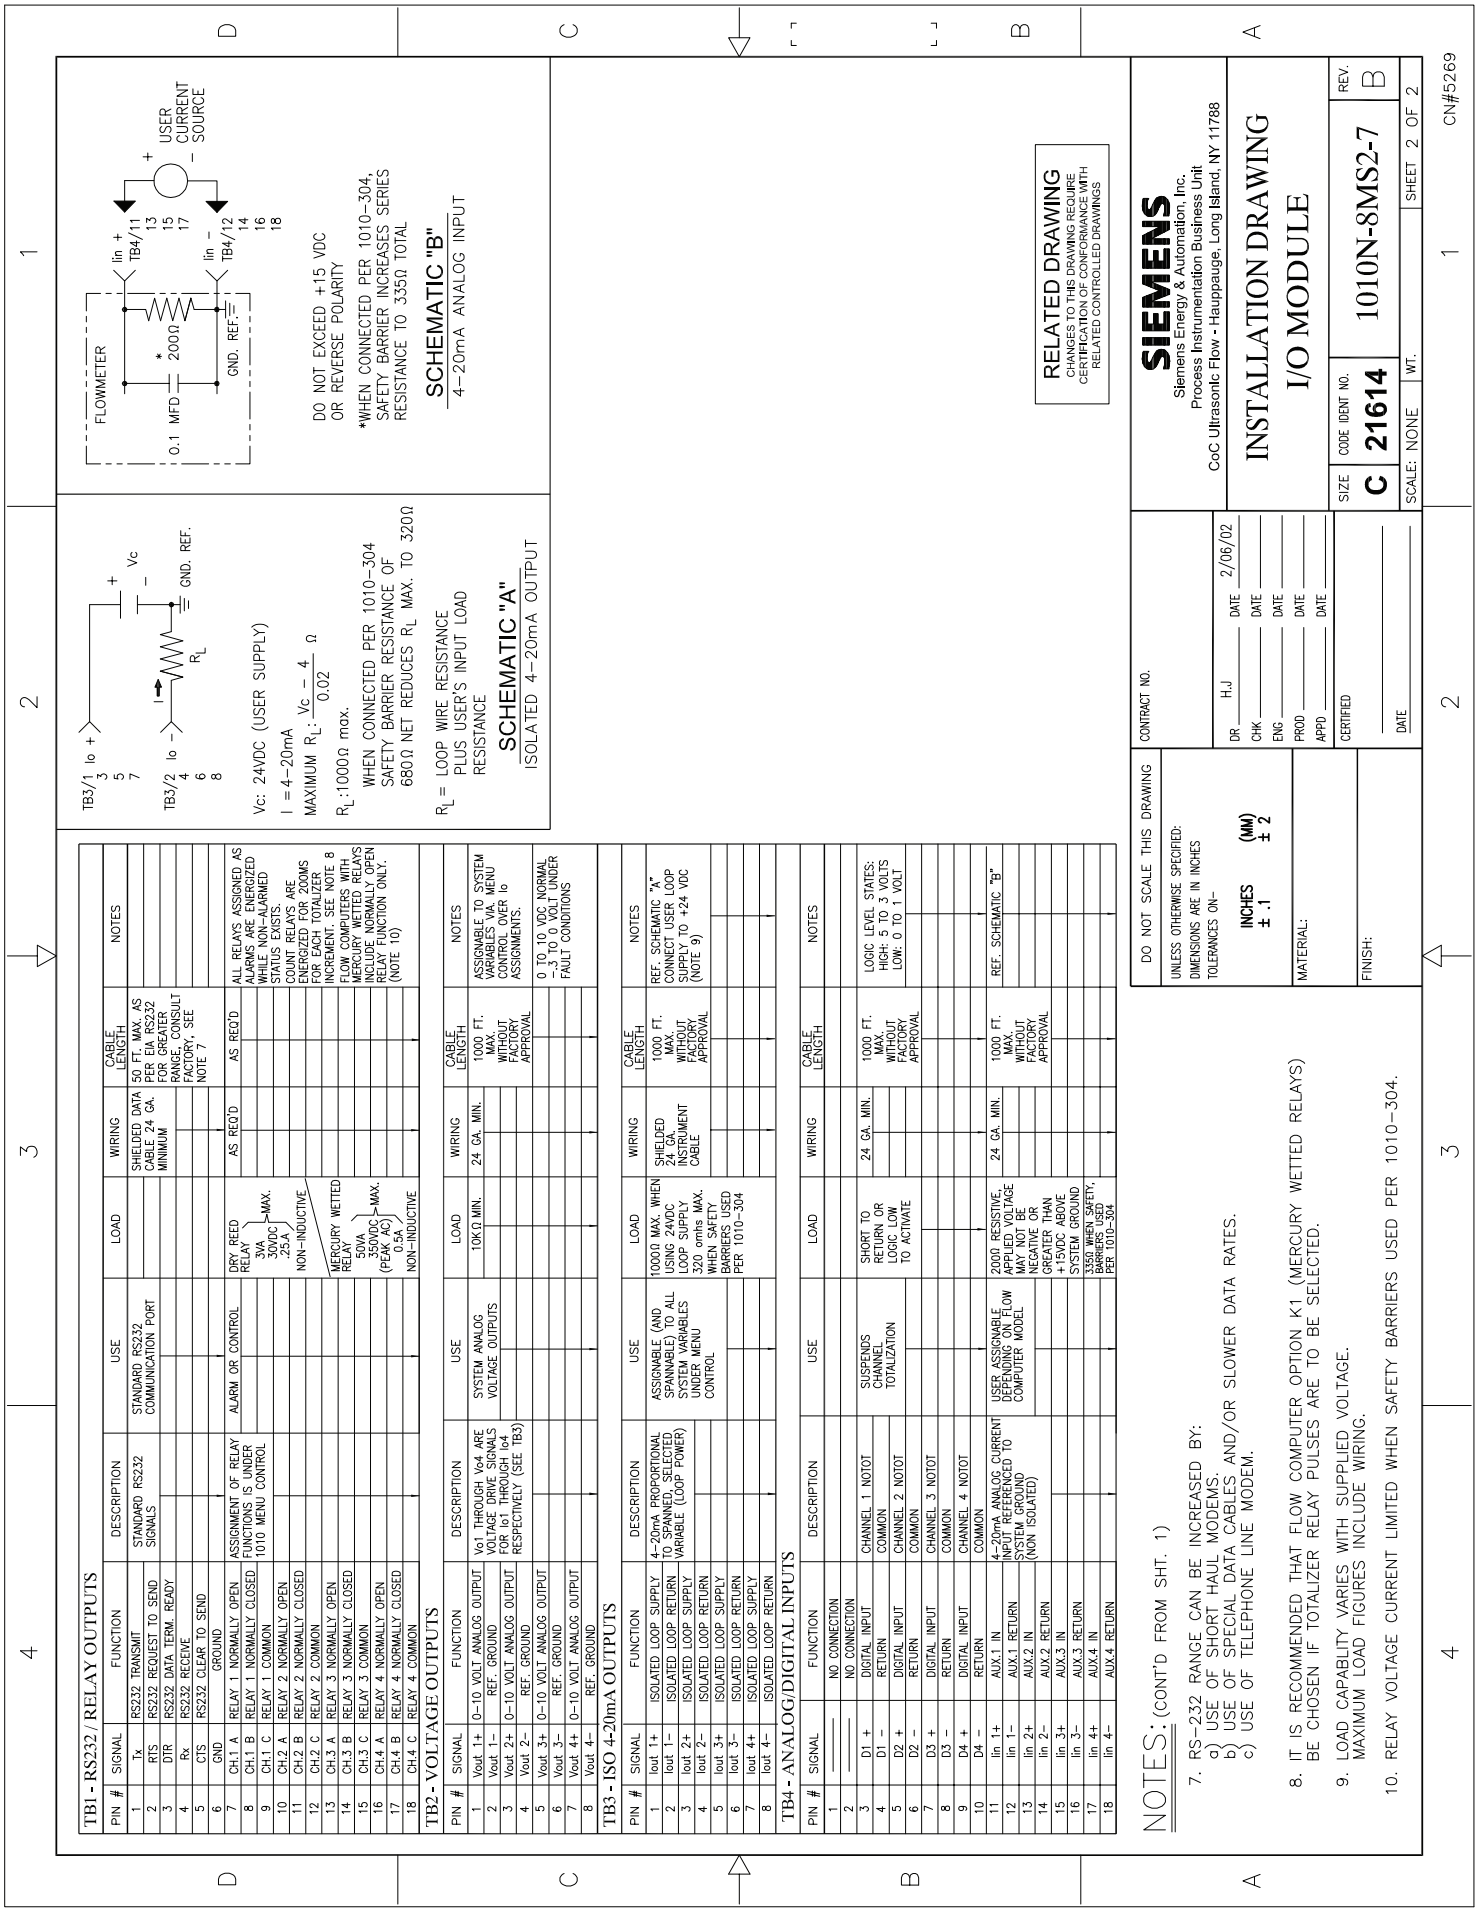 4
3
2
1
D
C
B
A
TB1 - RS232 / RELAY OUTPUTS
PIN # SIGNAL FUNCTION DESCRIPTION USE LOAD WIRING CABLE LENGTH NOTES
1 Tx RS232 TRANSMIT
2 RTS RS232 REQUEST TO SEND
3 DTR RS232 DATA TERM. READY
4 Rx RS232 RECEIVE
5 CTS RS232 CLEAR TO SEND
6 GND GROUND
7 CH.1 A RELAY 1 NORMALLY OPEN
8 CH.1 B RELAY 1 NORMALLY CLOSED
9 CH.1 C RELAY 1 COMMON
10 CH.2 A RELAY 2 NORMALLY OPEN
11 CH.2 B RELAY 2 NORMALLY CLOSED
12 CH.2 C RELAY 2 COMMON
13 CH.3 A RELAY 3 NORMALLY OPEN
14 CH.3 B RELAY 3 NORMALLY CLOSED
15 CH.3 C RELAY 3 COMMON
16 CH.4 A RELAY 4 NORMALLY OPEN
17 CH.4 B RELAY 4 NORMALLY CLOSED
18 CH.4 C RELAY 4 COMMON
STANDARD RS232
SIGNALS
ASSIGNMENT OF RELAY
FUNCTIONS IS UNDER
1010 MENU CONTROL
STANDARD RS232
COMMUNICATION PORT
ALARM OR CONTROL
DRY REED
RELAY
3VA
30VDC
.25A
MAX.
NON-INDUCTIVE
MERCURY WETTED
RELAY
50VA
350VDC
(PEAK AC)
0.5A
MAX.
NON-INDUCTIVE
SHIELDED DATA
CABLE 24 GA.
MINIMUM
AS REQ'D
50 FT. MAX. AS
PER EIA RS232
FOR GREATER
RANGE, CONSULT
FACTORY, SEE
NOTE 7
AS REQ'D
ALL RELAYS ASSIGNED AS
ALARMS ARE ENERGIZED
WHILE NON-ALARMED
STATUS EXISTS.
COUNT RELAYS ARE
ENERGIZED FOR 200MS
FOR EACH TOTALIZER
INCREMENT. SEE NOTE 8
FLOW COMPUTERS WITH
MERCURY WETTED RELAYS
INCLUDE NORMALLY OPEN
RELAY FUNCTION ONLY.
(NOTE 10)
TB2 - VOLTAGE OUTPUTS
PIN # SIGNAL FUNCTION DESCRIPTION USE LOAD WIRING CABLE LENGTH NOTES
1 Vout 1+ 0-10 VOLT ANALOG OUTPUT
2 Vout 1- REF. GROUND
3 Vout 2+ 0-10 VOLT ANALOG OUTPUT
4 Vout 2- REF. GROUND
5 Vout 3+ 0-10 VOLT ANALOG OUTPUT
6 Vout 3- REF. GROUND
7 Vout 4+ 0-10 VOLT ANALOG OUTPUT
8 Vout 4- REF. GROUND
Vo1 THROUGH Vo4 ARE
VOLTAGE DRIVE SIGNALS
FOR Io1 THROUGH Io4
RESPECTIVELY (SEE TB3)
SYSTEM ANALOG
VOLTAGE OUTPUTS
10KΩ MIN.
24 GA. MIN.
1000 FT.
MAX.
WITHOUT
FACTORY
APPROVAL
ASSIGNABLE TO SYSTEM
VARIABLES VIA. MENU
CONTROL OVER Io
ASSIGNMENTS.
0 TO 10 VDC NORMAL
-.3 TO 0 VOLT UNDER
FAULT CONDITIONS
TB3 - ISO 4-20mA OUTPUTS
PIN # SIGNAL FUNCTION DESCRIPTION USE LOAD WIRING CABLE LENGTH NOTES
1 Iout 1+ ISOLATED LOOP SUPPLY
2 Iout 1- ISOLATED LOOP RETURN
3 Iout 2+ ISOLATED LOOP SUPPLY
4 Iout 2- ISOLATED LOOP RETURN
5 Iout 3+ ISOLATED LOOP SUPPLY
6 Iout 3- ISOLATED LOOP RETURN
7 Iout 4+ ISOLATED LOOP SUPPLY
8 Iout 4- ISOLATED LOOP RETURN
4-20mA PROPORTIONAL
TO SPANNED, SELECTED
VARIABLE (LOOP POWER)
ASSIGNABLE (AND
SPANNABLE) TO ALL
SYSTEM VARIABLES
UNDER MENU
CONTROL
1000Ω MAX. WHEN
USING 24VDC
LOOP SUPPLY
320 omhs MAX.
WHEN SAFETY
BARRIERS USED
PER 1010-304
SHIELDED
24 GA.
INSTRUMENT
CABLE
1000 FT.
MAX.
WITHOUT
FACTORY
APPROVAL
REF. SCHEMATIC "A"
CONNECT USER LOOP
SUPPLY TO +24 VDC
(NOTE 9)
TB4 - ANALOG/DIGITAL INPUTS
PIN # SIGNAL FUNCTION DESCRIPTION USE LOAD WIRING CABLE LENGTH NOTES
1 NO CONNECTION
2 NO CONNECTION
3 D1 + DIGITAL INPUT CHANNEL 1 NOTOT
4 D1 - RETURN COMMON
5 D2 + DIGITAL INPUT CHANNEL 2 NOTOT
6 D2 - RETURN COMMON
7 D3 + DIGITAL INPUT CHANNEL 3 NOTOT
8 D3 - RETURN COMMON
9 D4 + DIGITAL INPUT CHANNEL 4 NOTOT
10 D4 - RETURN COMMON
11 Iin 1+ AUX.1 IN
12 Iin 1- AUX.1 RETURN
13 Iin 2+ AUX.2 IN
14 Iin 2- AUX.2 RETURN
15 Iin 3+ AUX.3 IN
16 Iin 3- AUX.3 RETURN
17 Iin 4+ AUX.4 IN
18 Iin 4- AUX.4 RETURN
4-20mA ANALOG CURRENT
INPUT REFERENCED TO
SYSTEM GROUND
(NON ISOLATED)
SUSPENDS
CHANNEL
TOTALIZATION
USER ASSIGNABLE
DEPENDING ON FLOW
COMPUTER MODEL
SHORT TO
RETURN OR
LOGIC LOW
TO ACTIVATE
200Ω RESISTIVE,
APPLIED VOLTAGE
MAY NOT BE
NEGATIVE OR
GREATER THAN
+15VDC ABOVE
SYSTEM GROUND
335Ω WHEN SAFETY,
BARRIERS USED
PER 1010-304
24 GA. MIN.
24 GA. MIN.
1000 FT.
MAX.
WITHOUT
FACTORY
APPROVAL
1000 FT.
MAX.
WITHOUT
FACTORY
APPROVAL
LOGIC LEVEL STATES:
HIGH: 5 TO 3 VOLTS
LOW: 0 TO 1 VOLT
REF. SCHEMATIC "B"
NOTES: (CONT'D FROM SHT. 1)
7. RS-232 RANGE CAN BE INCREASED BY:
a) USE OF SHORT HAUL MODEMS.
b) USE OF SPECIAL DATA CABLES AND/OR SLOWER DATA RATES.
c) USE OF TELEPHONE LINE MODEM.
8. IT IS RECOMMENDED THAT FLOW COMPUTER OPTION K1 (MERCURY WETTED RELAYS)
BE CHOSEN IF TOTALIZER RELAY PULSES ARE TO BE SELECTED.
9. LOAD CAPABLITY VARIES WITH SUPPLIED VOLTAGE.
MAXIMUM LOAD FIGURES INCLUDE WIRING.
10. RELAY VOLTAGE CURRENT LIMITED WHEN SAFETY BARRIERS USED PER 1010-304.
TB3/1 Io +
3
5
7
TB3/2 Io -
4
6
8
I
RL
+
Vc
-
GND. REF.
Vc: 24VDC (USER SUPPLY)
I = 4-20mA
MAXIMUM RL: Vc - 4 / 0.02 Ω
RL:1000Ω max.
WHEN CONNECTED PER 1010-304
SAFETY BARRIER RESISTANCE OF
680Ω NET REDUCES RL MAX. TO 320Ω
RL = LOOP WIRE RESISTANCE
PLUS USER'S INPUT LOAD
RESISTANCE
SCHEMATIC "A"
ISOLATED 4-20mA OUTPUT
FLOWMETER
0.1 MFD
*
200Ω
GND. REF.
Iin +
TB4/11
13
15
17
Iin -
TB4/12
14
16
18
+
-
USER
CURRENT
SOURCE
DO NOT EXCEED +15 VDC
OR REVERSE POLARITY
*WHEN CONNECTED PER 1010-304,
SAFETY BARRIER INCREASES SERIES
RESISTANCE TO 335Ω TOTAL
SCHEMATIC "B"
4-20mA ANALOG INPUT
RELATED DRAWING
CHANGES TO THIS DRAWING REQUIRE
CERTIFICATION OF CONFORMANCE WITH
RELATED CONTROLLED DRAWINGS
DO NOT SCALE THIS DRAWING
UNLESS OTHERWISE SPECIFIED:
DIMENSIONS ARE IN INCHES
TOLERANCES ON-
INCHES (MM)
± .1 ± 2
MATERIAL:
FINISH:
CONTRACT NO.
DR H.J DATE 2/06/02
CHK DATE
ENG DATE
PROD DATE
APPD DATE
CERTIFIED
DATE
SIEMENS
Siemens Energy & Automation, Inc.
Process Instrumentation Business Unit
CoC Ultrasonic Flow - Hauppauge, Long Island, NY 11788
INSTALLATION DRAWING
I/O MODULE
SIZE
C
CODE IDENT NO.
21614
1010N-8MS2-7
REV.
B
SCALE: NONE WT. SHEET 2 OF 2
CN#5269
D
C
B
A
4
3
2
1